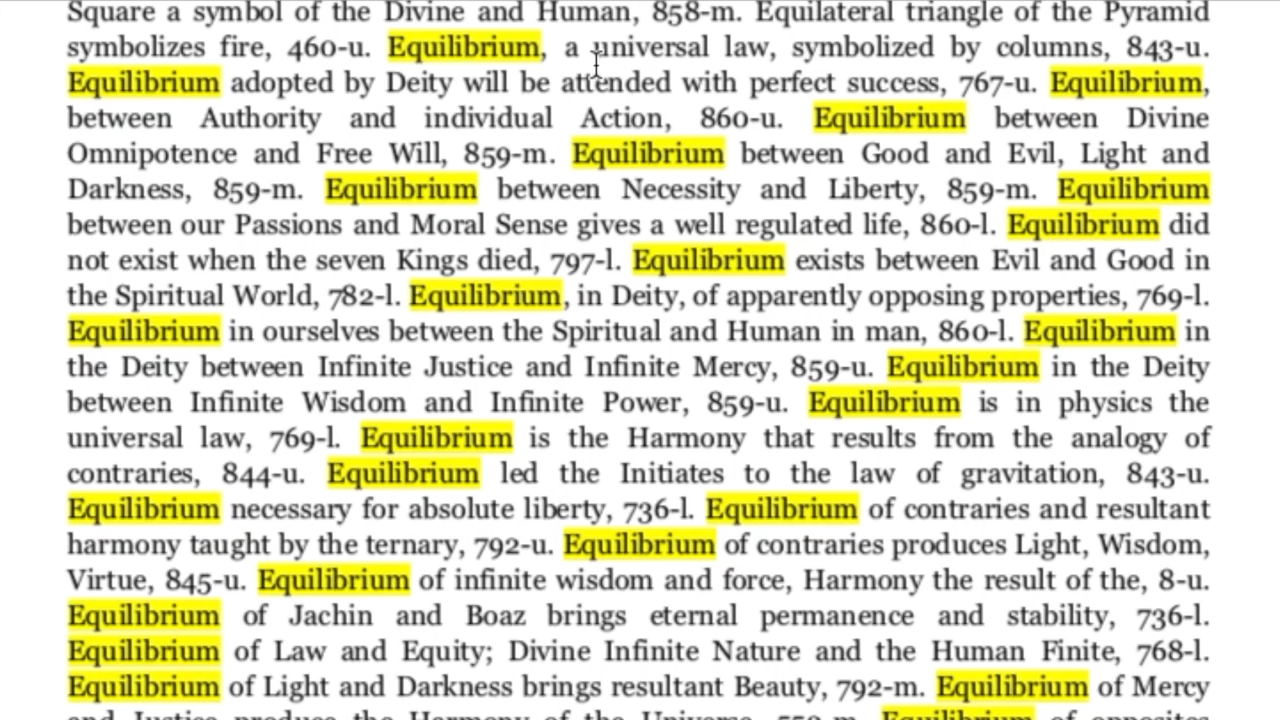 Square a symbol of the Divine and Human, 858-m. Equilateral triangle of the Pyramid
symbolizes fire, 460-u. Equilibrium, a universal law, symbolized by columns, 843-u.
Equilibrium adopted by Deity will be attended with perfect success, 767-u. Equilibrium,
between Authority and individual Action, 860-u. Equilibrium between Divine
Omnipotence and Free Will, 859-m. Equilibrium between Good and Evil, Light and
Darkness, 859-m. Equilibrium between Necessity and Liberty, 859-m. Equilibrium
between our Passions and Moral Sense gives a well regulated life, 860-l. Equilibrium did
not exist when the seven Kings died, 797-l. Equilibrium exists between Evil and Good in
the Spiritual World, 782-l. Equilibrium, in Deity, of apparently opposing properties, 769-l.
Equilibrium in ourselves between the Spiritual and Human in man, 860-l. Equilibrium in
the Deity between Infinite Justice and Infinite Mercy, 859-u. Equilibrium in the Deity
between Infinite Wisdom and Infinite Power, 859-u. Equilibrium is in physics the
universal law, 769-l. Equilibrium is the Harmony that results from the analogy of
contraries, 844-u. Equilibrium led the Initiates to the law of gravitation, 843-u.
Equilibrium necessary for absolute liberty, 736-l. Equilibrium of contraries and resultant
harmony taught by the ternary, 792-u. Equilibrium of contraries produces Light, Wisdom,
Virtue, 845-u. Equilibrium of infinite wisdom and force, Harmony the result of the, 8-u.
Equilibrium of Jachin and Boaz brings eternal permanence and stability, 736-l.
Equilibrium of Law and Equity; Divine Infinite Nature and the Human Finite, 768-l.
Equilibrium of Light and Darkness brings resultant Beauty, 792-m. Equilibrium of Mercy
and Justice produce the Harmony of the Universe, Equilibrium of opposites